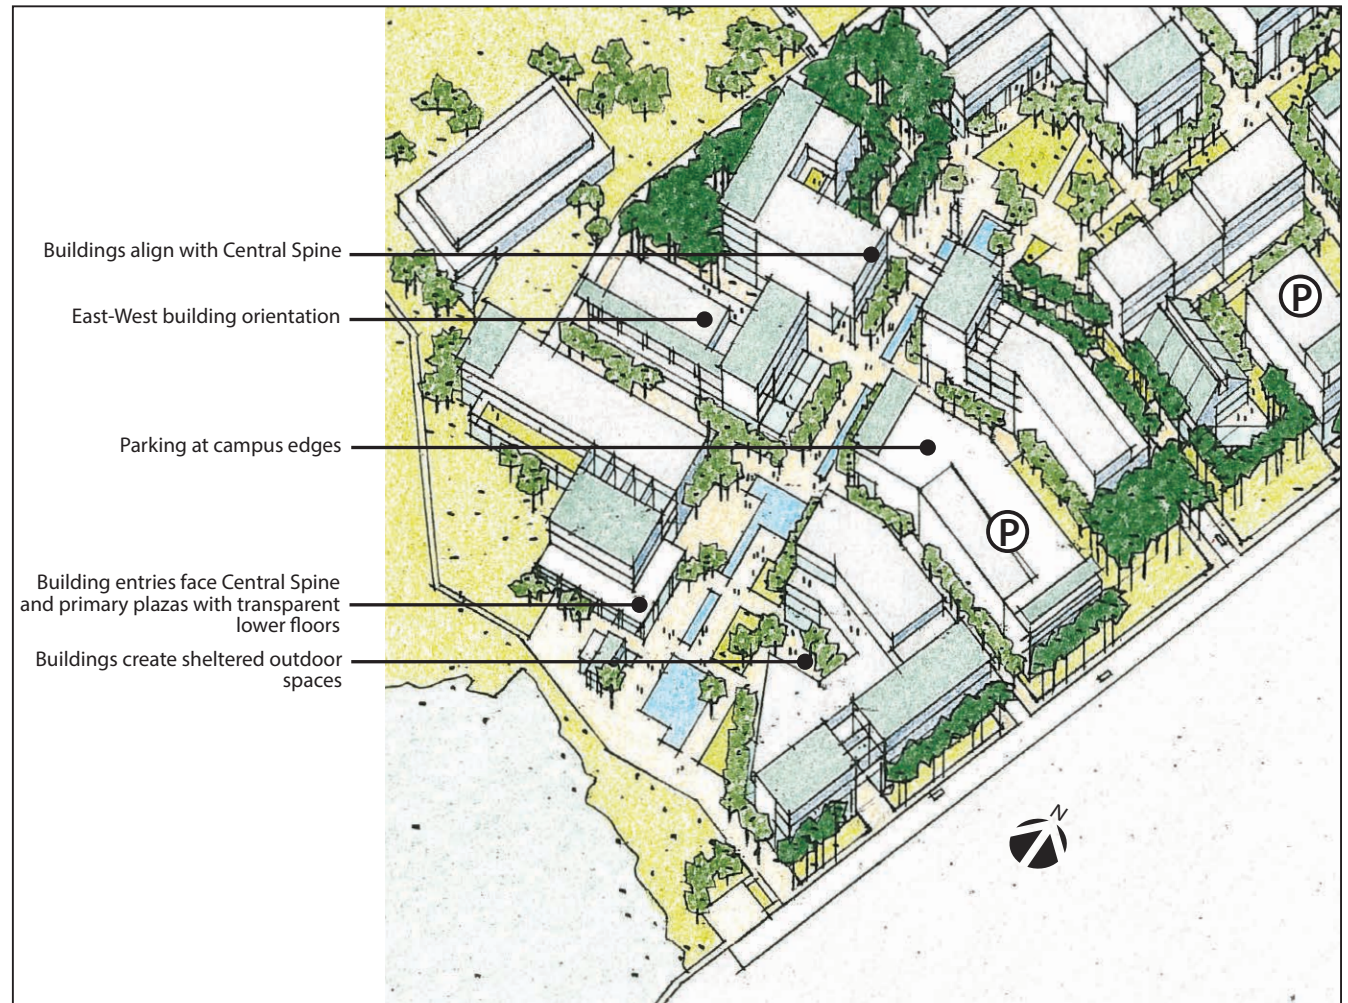 Buildings align with Central Spine
East-West building orientation
P
Parking at campus edges
P
Building entries face Central Spine
and primary plazas with transparent
lower floors
Buildings create sheltered outdoor
spaces
N